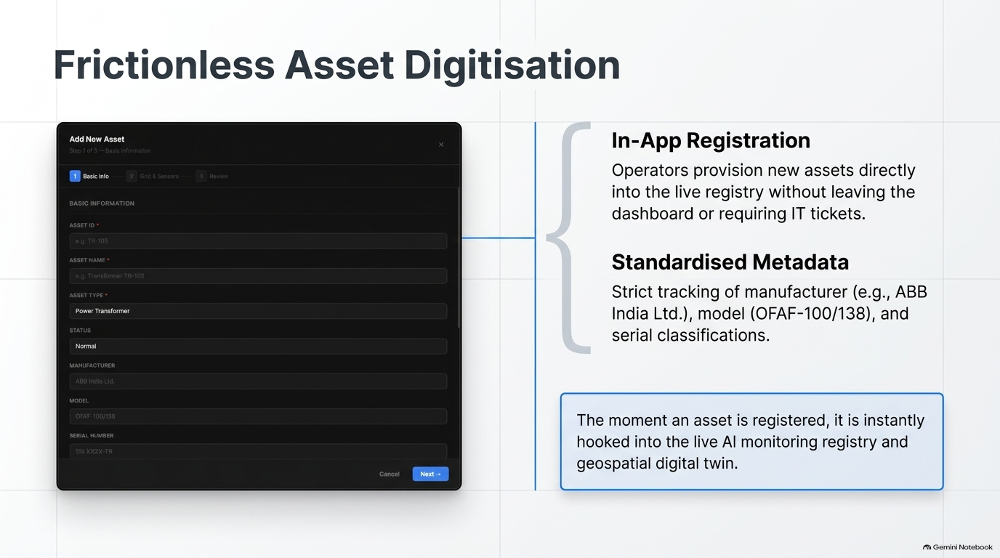 Frictionless Asset Digitisation
Add New Asset
Step 1 of 3 — Basic Information
1 Basic Info
Grid & Sensors
Review
BASIC INFORMATION
ASSET ID *
e.g. TR-105
ASSET NAME *
e.g. Transformer TR-105
ASSET TYPE *
Power Transformer
STATUS
Normal
MANUFACTURER
ABB India Ltd.
MODEL
OFAF-100/138
SERIAL NUMBER
Cancel
Next →
In-App Registration
Operators provision new assets directly
into the live registry without leaving the
dashboard or requiring IT tickets.
Standardised Metadata
Strict tracking of manufacturer (e.g., ABB
India Ltd.), model (OFAF-100/138), and
serial classifications.
The moment an asset is registered, it is instantly
hooked into the live AI monitoring registry and
geospatial digital twin.
Gemini Notebook